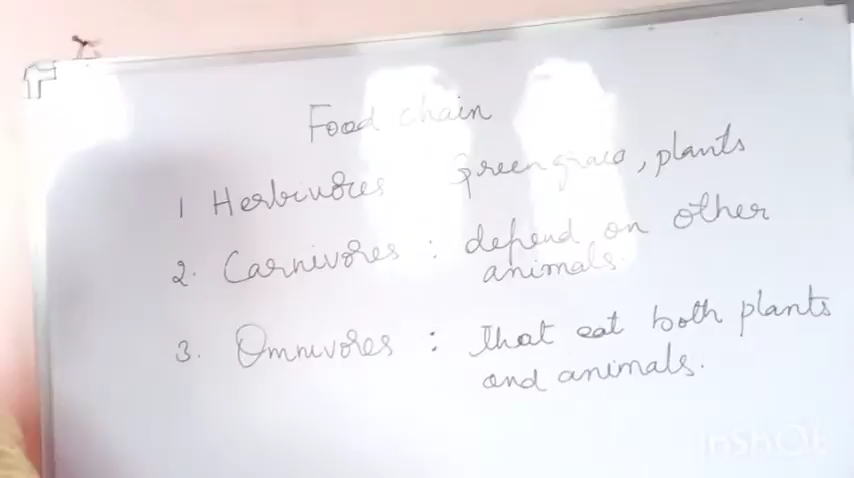 Food chain
1 Herbivores green grass, plants
2. Carnivores : depend on other
animals.
3. Omnivores : that eat both plants
and animals.
InShOt